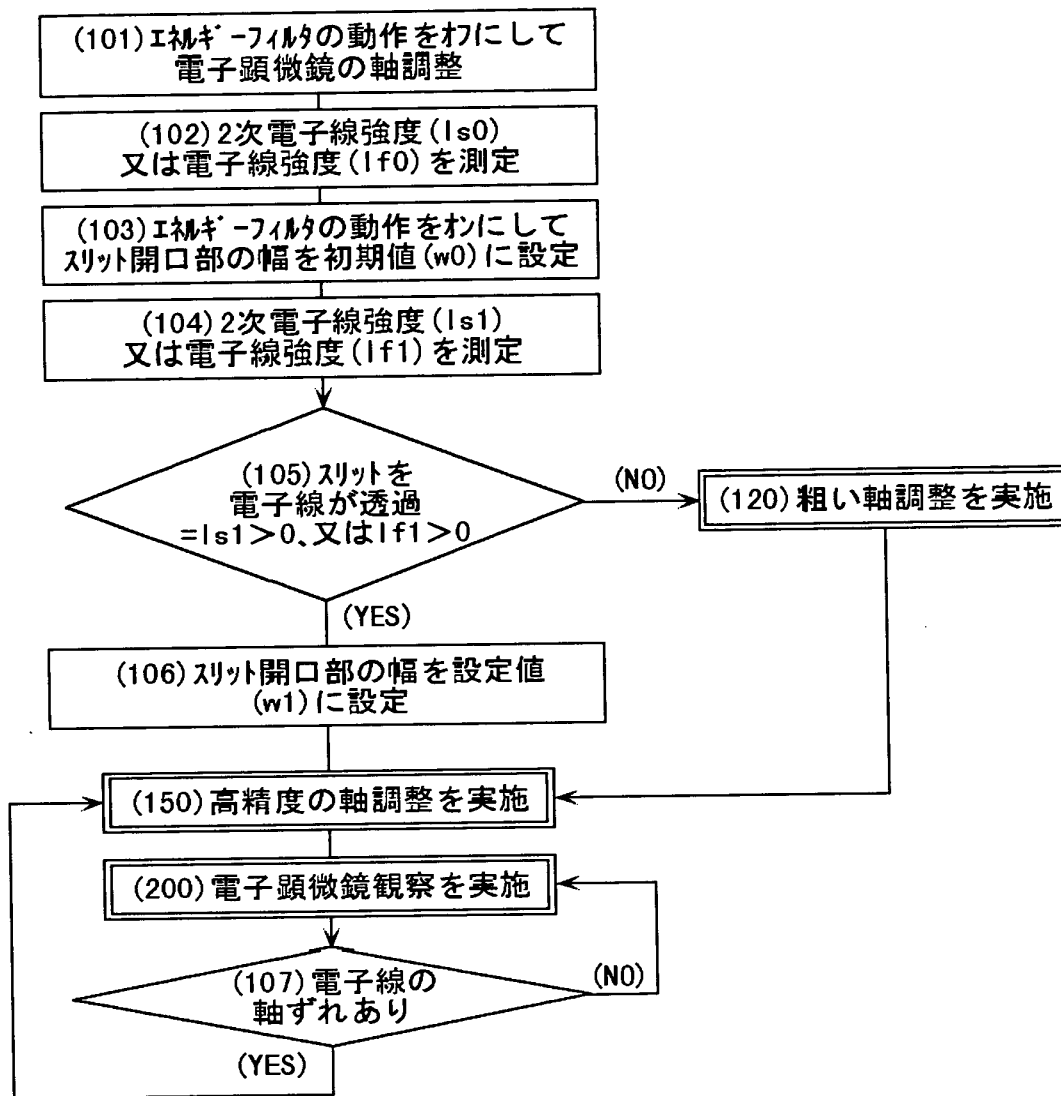 (101)ｴﾈﾙｷﾞｰﾌｨﾙﾀの動作をｵﾌにして
電子顕微鏡の軸調整
(102)2次電子線強度(Is0)
又は電子線強度(If0)を測定
(103)ｴﾈﾙｷﾞｰﾌｨﾙﾀの動作をｵﾝにして
ｽﾘｯﾄ開口部の幅を初期値(w0)に設定
(104)2次電子線強度(Is1)
又は電子線強度(If1)を測定
(105)ｽﾘｯﾄを
電子線が透過
=Is1>0、又はIf1>0
(NO)
(120)粗い軸調整を実施
(YES)
(106)ｽﾘｯﾄ開口部の幅を設定値
(w1)に設定
(150)高精度の軸調整を実施
(200)電子顕微鏡観察を実施
(107)電子線の
軸ずれあり
(NO)
(YES)